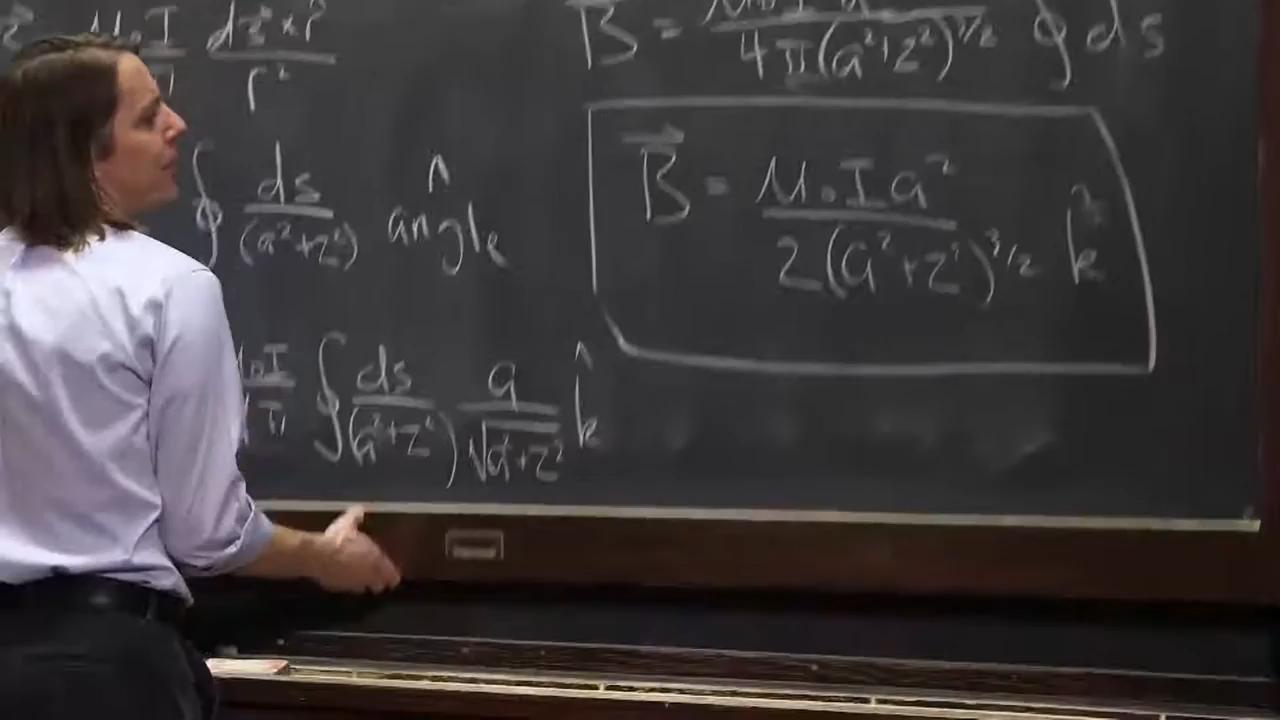 μ₀I d𝑠⃗×r̂ / r²
∮ ds/(a²+z²) angle^
μ₀I/4π ∮ ds/(a²+z²) a/√(a²+z²) k̂
B⃗ = μ₀Ia / 4π(a²+z²)^3/2 ∮ds
B⃗ = μ₀Ia² / 2(a²+z²)^3/2 k̂